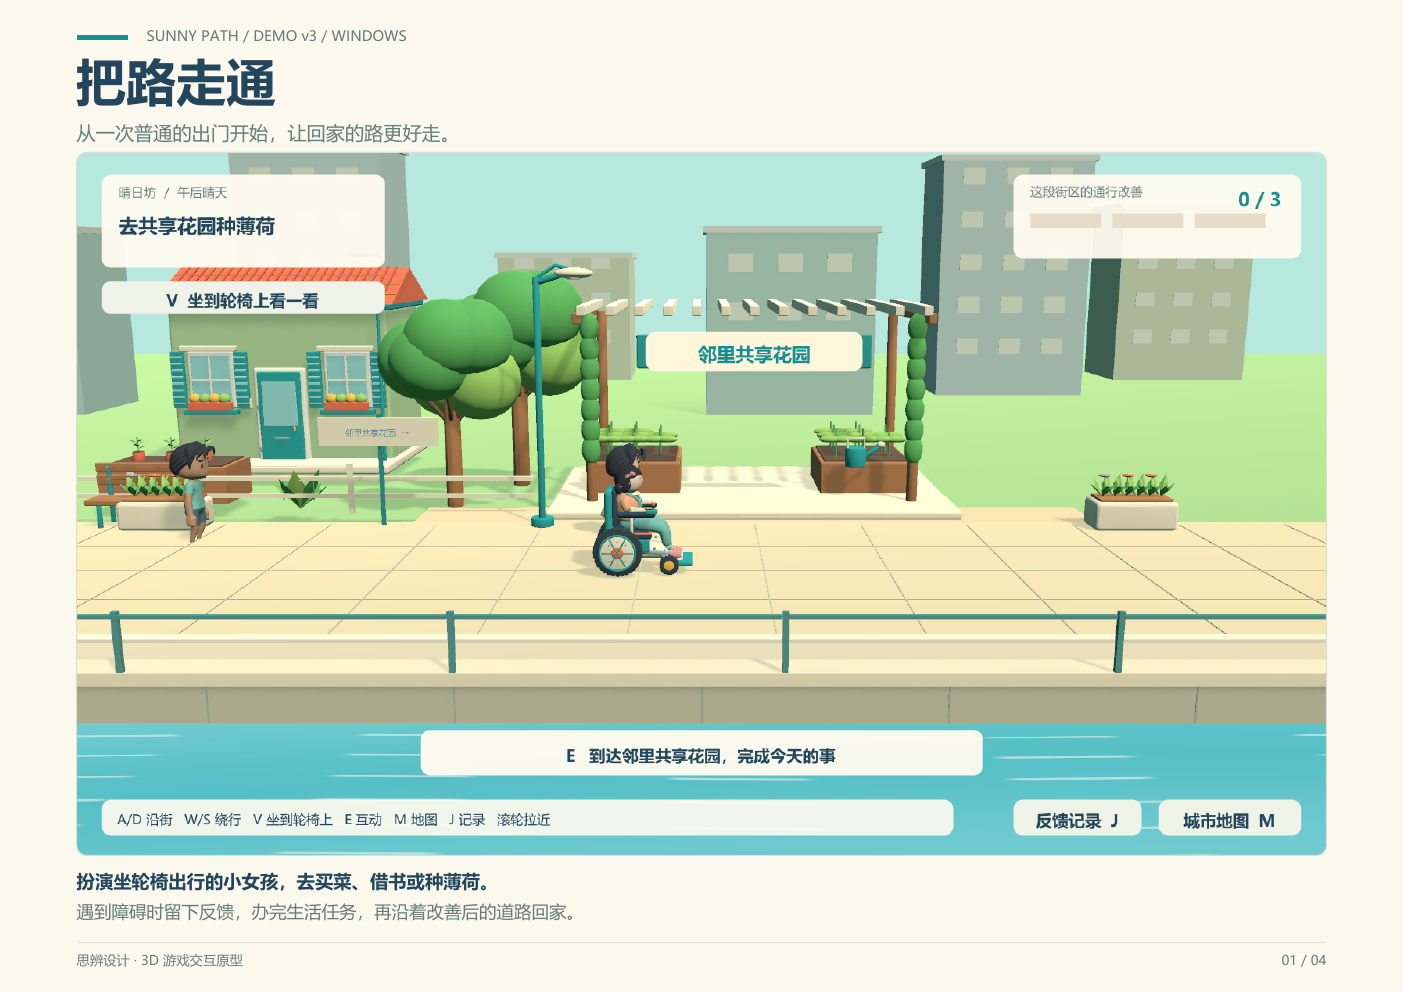 SUNNY PATH / DEMO v3 / WINDOWS
把路走通
从一次普通的出门开始，让回家的路更好走。
晴日坊 / 午后晴天
去共享花园种薄荷
这段街区的通行改善
0 / 3
V 坐到轮椅上看一看
邻里共享花园
邻里共享花园 →
E 到达邻里共享花园，完成今天的事
A/D 沿街 W/S 绕行 V 坐到轮椅上 E 互动 M 地图 J 记录 滚轮拉近
反馈记录 J
城市地图 M
扮演坐轮椅出行的小女孩，去买菜、借书或种薄荷。
遇到障碍时留下反馈，办完生活任务，再沿着改善后的道路回家。
思辨设计 · 3D 游戏交互原型
01 / 04